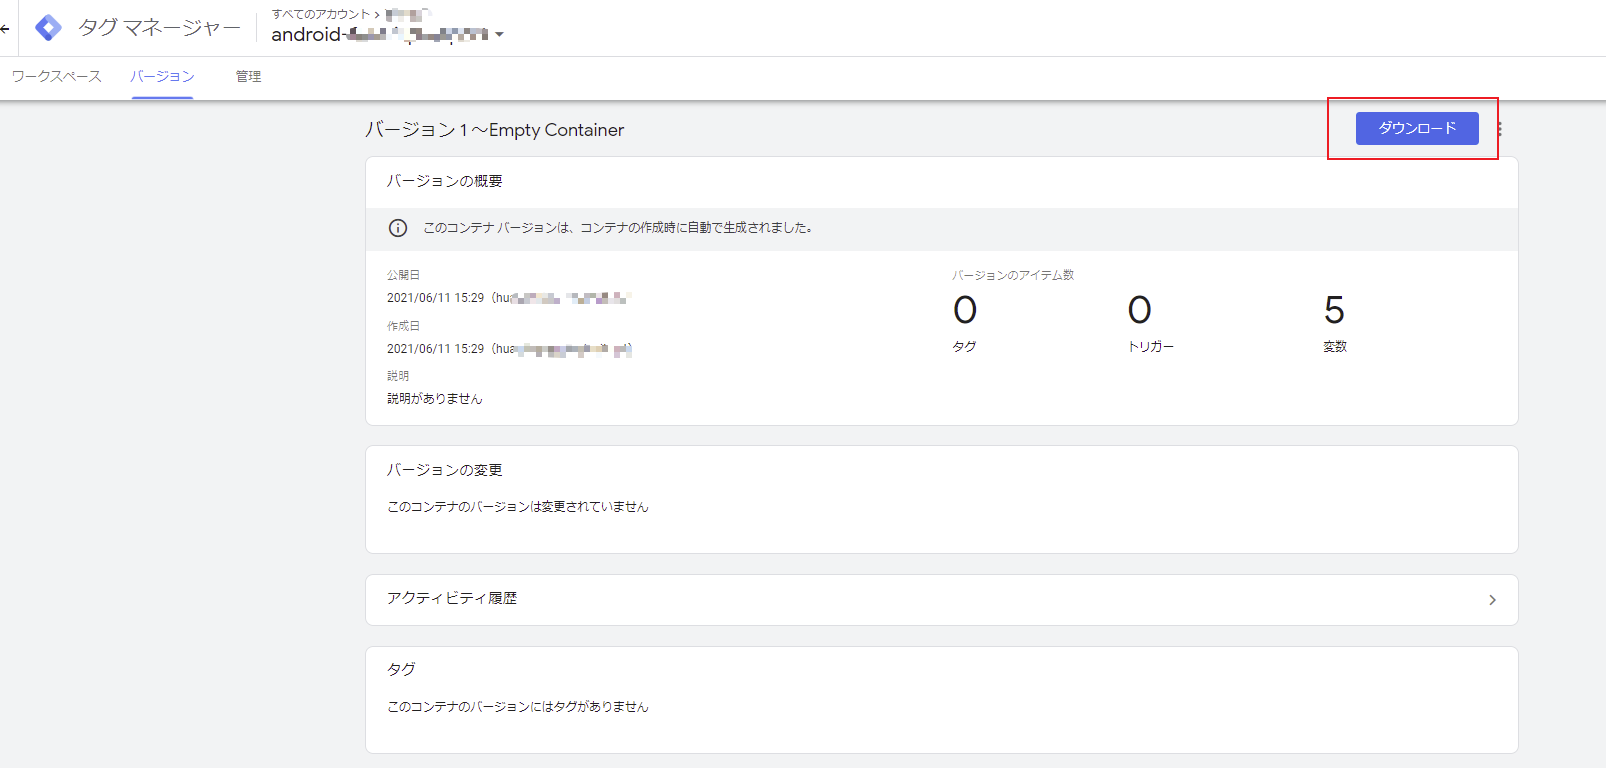 タグ マネージャー
すべてのアカウント >
android-
ワークスペース
バージョン
管理
バージョン 1 ～Empty Container
ダウンロード
バージョンの概要
このコンテナ バージョンは、コンテナの作成時に自動で生成されました。
公開日
2021/06/11 15:29（hua
作成日
2021/06/11 15:29（hua
説明
説明がありません
バージョンのアイテム数
0
0
5
タグ
トリガー
変数
バージョンの変更
このコンテナのバージョンは変更されていません
アクティビティ履歴
タグ
このコンテナのバージョンにはタグがありません